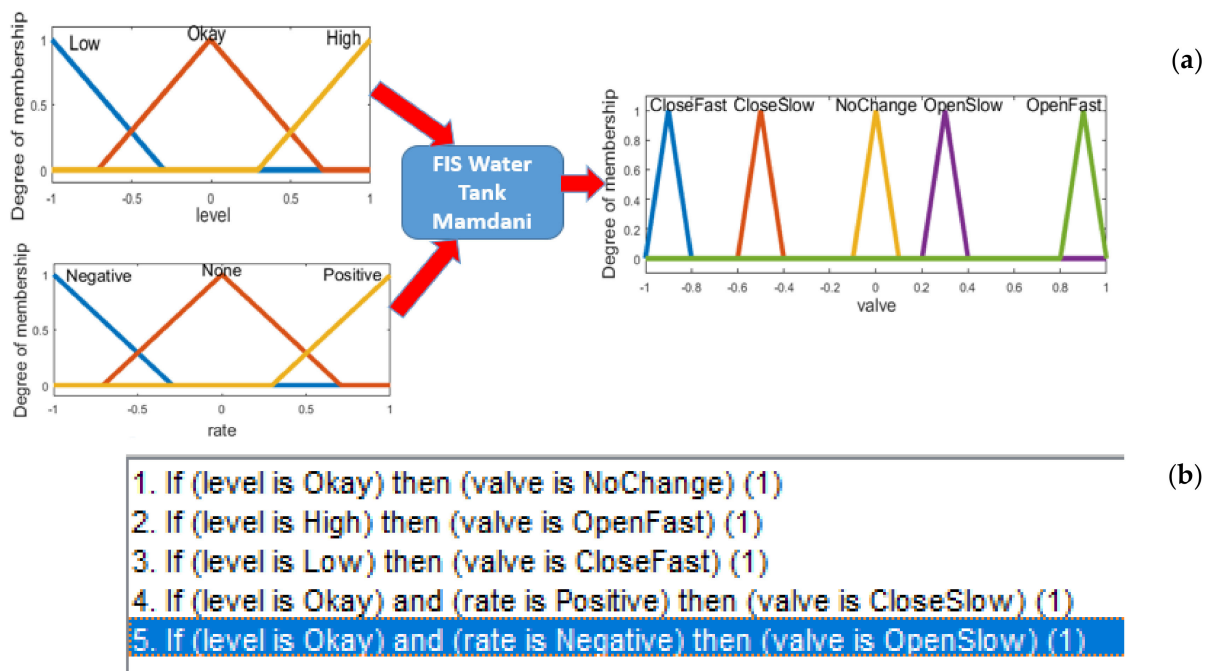 (a)
Low Okay High
Degree of membership
1
0.5
0
-1 -0.5 0 0.5 1
level
Negative None Positive
Degree of membership
1
0.5
0
-1 -0.5 0 0.5 1
rate
FIS Water
Tank
Mamdani
CloseFast CloseSlow NoChange OpenSlow OpenFast
Degree of membership
1
0.8
0.6
0.4
0.2
0
-1 -0.8 -0.6 -0.4 -0.2 0 0.2 0.4 0.6 0.8 1
valve
(b)
1. If (level is Okay) then (valve is NoChange) (1)
2. If (level is High) then (valve is OpenFast) (1)
3. If (level is Low) then (valve is CloseFast) (1)
4. If (level is Okay) and (rate is Positive) then (valve is CloseSlow) (1)
5. If (level is Okay) and (rate is Negative) then (valve is OpenSlow) (1)